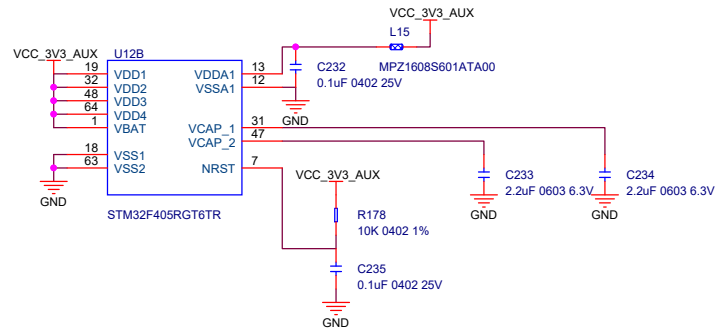 VCC_3V3_AUX
L15
VCC_3V3_AUX
U12B
19 VDD1 VDDA1 13
C232
MPZ1608S601ATA00
32 VDD2 VSSA1 12
0.1uF 0402 25V
48 VDD3
64 VDD4
GND
1 VBAT VCAP_1 31
VCAP_2 47
18 VSS1
63 VSS2 NRST 7
VCC_3V3_AUX
C233
C234
2.2uF 0603 6.3V
2.2uF 0603 6.3V
GND
GND
GND
STM32F405RGT6TR
R178
10K 0402 1%
C235
0.1uF 0402 25V
GND